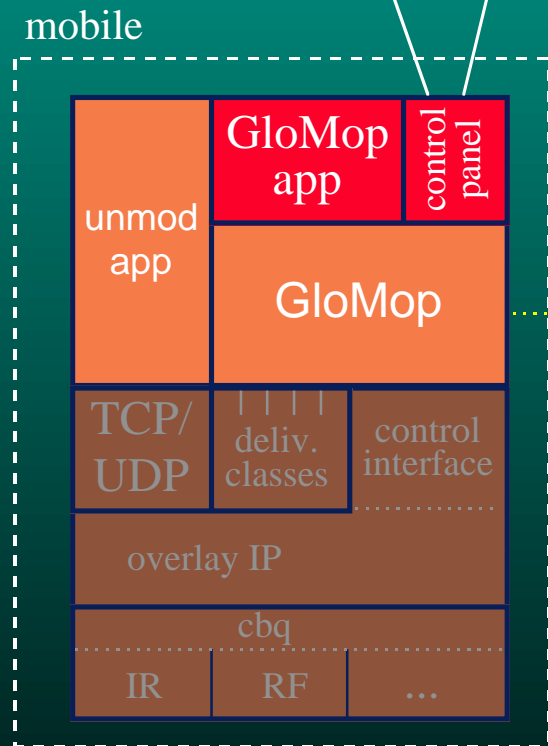 mobile
GloMop
app
control
panel
unmod
app
GloMop
TCP/
UDP
deliv.
classes
control
interface
overlay IP
cbq
IR
RF
...